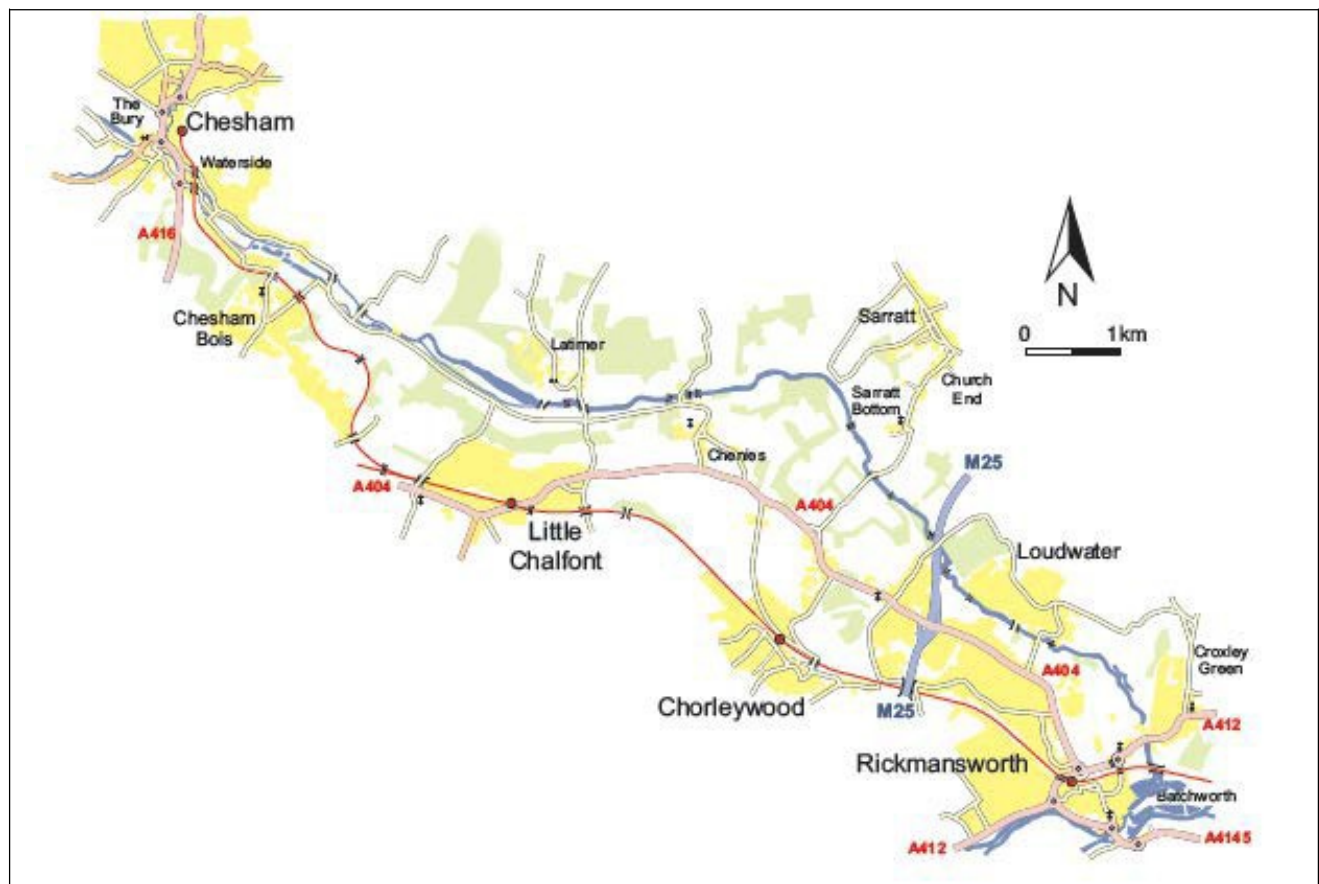 The
Bury
Chesham
Waterside
A416
Chesham
Bois
Latimer
Sarratt
Church
End
Sarratt
Bottom
N
0 1km
Chenies
M25
A404
A404
Little
Chalfont
Loudwater
Chorleywood
M25
A404
Croxley
Green
A412
Rickmansworth
Batchworth
A412
A4145